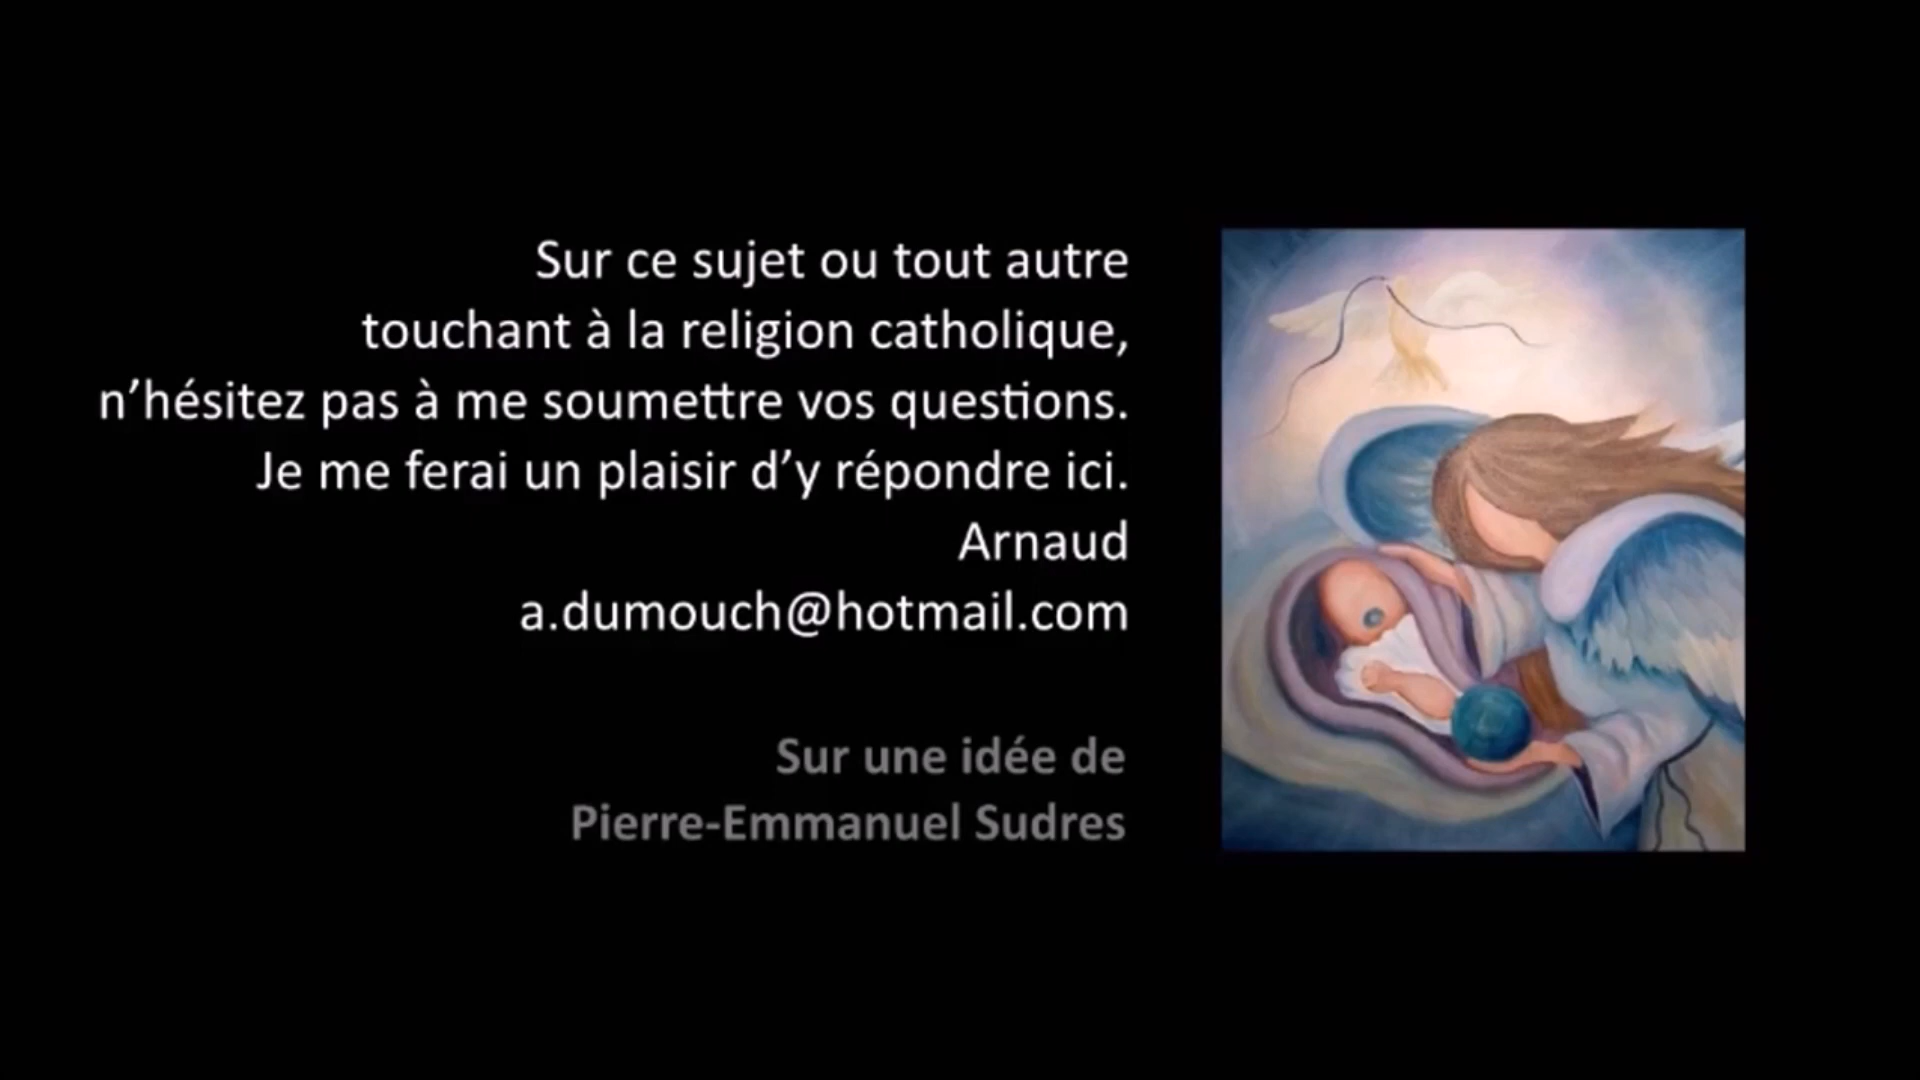 Sur ce sujet ou tout autre
touchant à la religion catholique,
n’hésitez pas à me soumettre vos questions.
Je me ferai un plaisir d’y répondre ici.
Arnaud
a.dumouch@hotmail.com
Sur une idée de
Pierre-Emmanuel Sudres